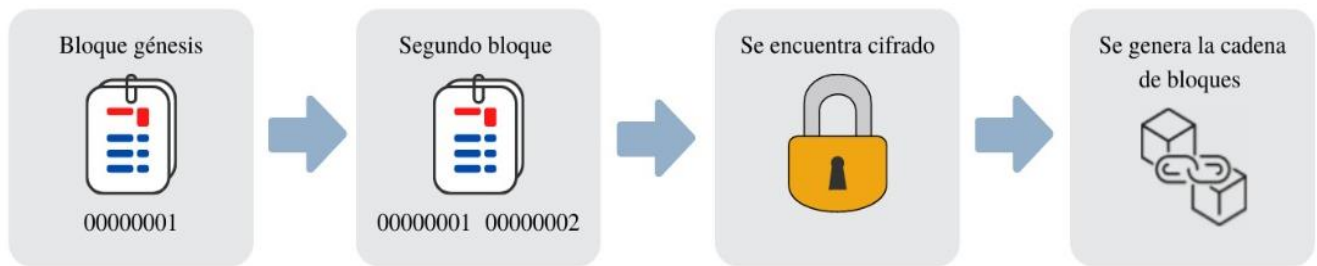 Bloque génesis
00000001
Segundo bloque
00000001 00000002
Se encuentra cifrado
Se genera la cadena
de bloques